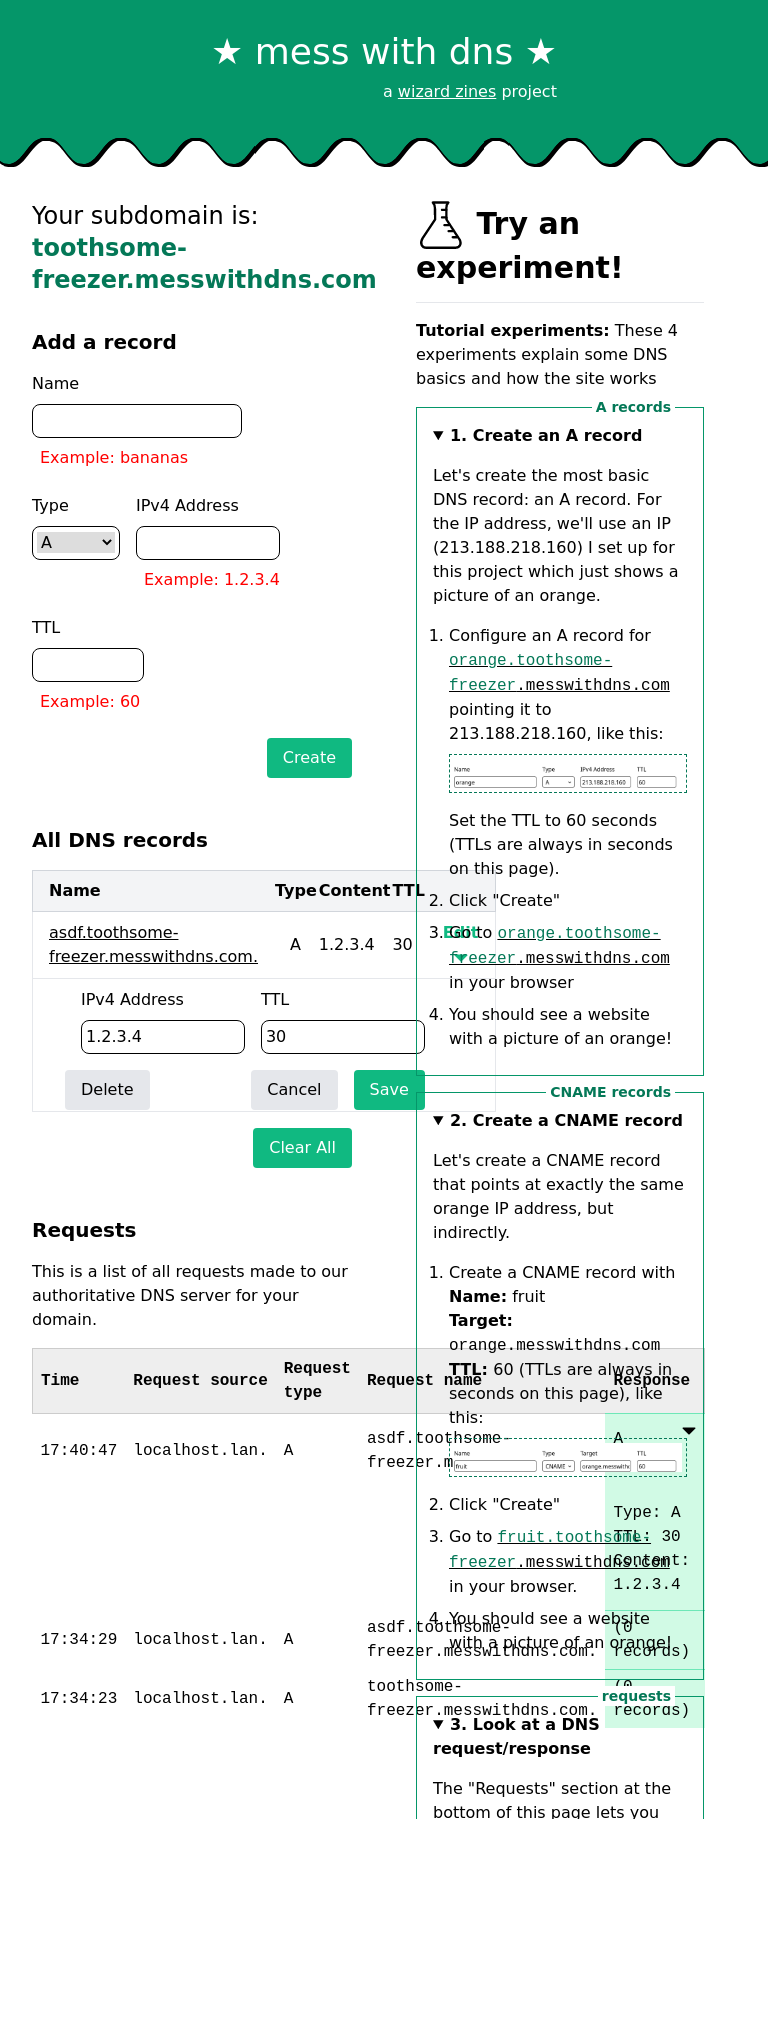 ★ mess with dns ★
a wizard zines project
Your subdomain is:
toothsome-
freezer.messwithdns.com
Add a record
Name
Example: bananas
Type
IPv4 Address
A
Example: 1.2.3.4
TTL
Example: 60
Create
All DNS records
Name Type Content TTL
asdf.toothsome-
freezer.messwithdns.com. A 1.2.3.4 30 Edit
IPv4 Address TTL
1.2.3.4 30
Delete Cancel Save
Clear All
Requests
This is a list of all requests made to our
authoritative DNS server for your
domain.
Time Request source Request type Request name Response
17:40:47 localhost.lan. A asdf.toothsome-
freezer.m
A
Type: A
TTL: 30
Content:
1.2.3.4
17:34:29 localhost.lan. A asdf.toothsome-
freezer.messwithdns.com. (0
records)
17:34:23 localhost.lan. A toothsome-
freezer.messwithdns.com. (0
records)
Try an
experiment!
Tutorial experiments: These 4
experiments explain some DNS
basics and how the site works
A records
1. Create an A record
Let's create the most basic
DNS record: an A record. For
the IP address, we'll use an IP
(213.188.218.160) I set up for
this project which just shows a
picture of an orange.
1. Configure an A record for
orange.toothsome-
freezer.messwithdns.com
pointing it to
213.188.218.160, like this:
Name Type IPv4 Address TTL
orange A 213.188.218.160 60
Set the TTL to 60 seconds
(TTLs are always in seconds
on this page).
2. Click "Create"
3. Go to orange.toothsome-
freezer.messwithdns.com
in your browser
4. You should see a website
with a picture of an orange!
CNAME records
2. Create a CNAME record
Let's create a CNAME record
that points at exactly the same
orange IP address, but
indirectly.
1. Create a CNAME record with
Name: fruit
Target:
orange.messwithdns.com
TTL: 60 (TTLs are always in
seconds on this page), like
this:
Name Type Target TTL
fruit CNAME orange.messwithd 60
2. Click "Create"
3. Go to fruit.toothsome-
freezer.messwithdns.com
in your browser.
4. You should see a website
with a picture of an orange!
requests
3. Look at a DNS
request/response
The "Requests" section at the
bottom of this page lets you